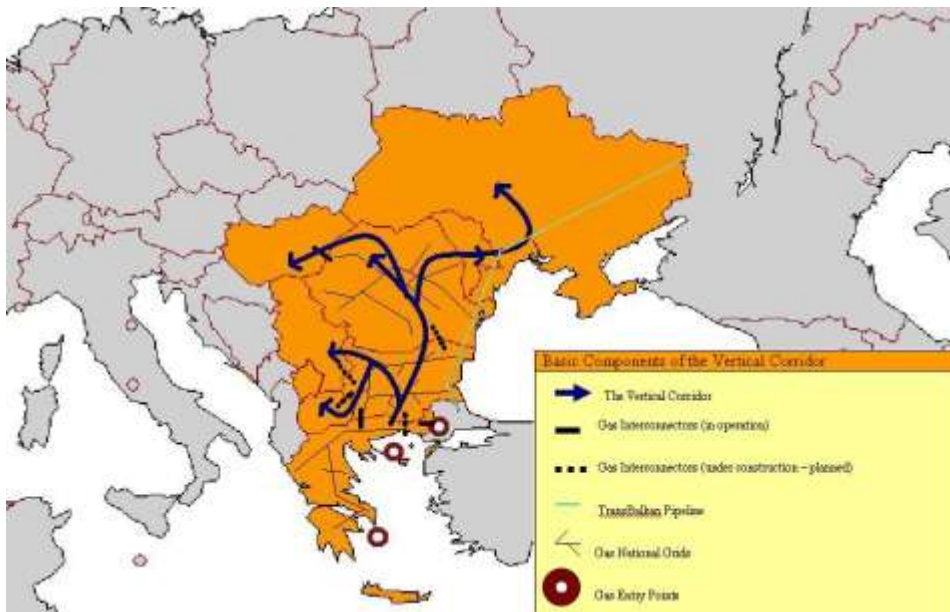 Basic Components of the Vertical Corridor
The Vertical Corridor
Gas Interconnectors (in operation)
Gas Interconnectors (under construction – planned)
TransBalkan Pipeline
Gas National Grids
Gas Entry Points